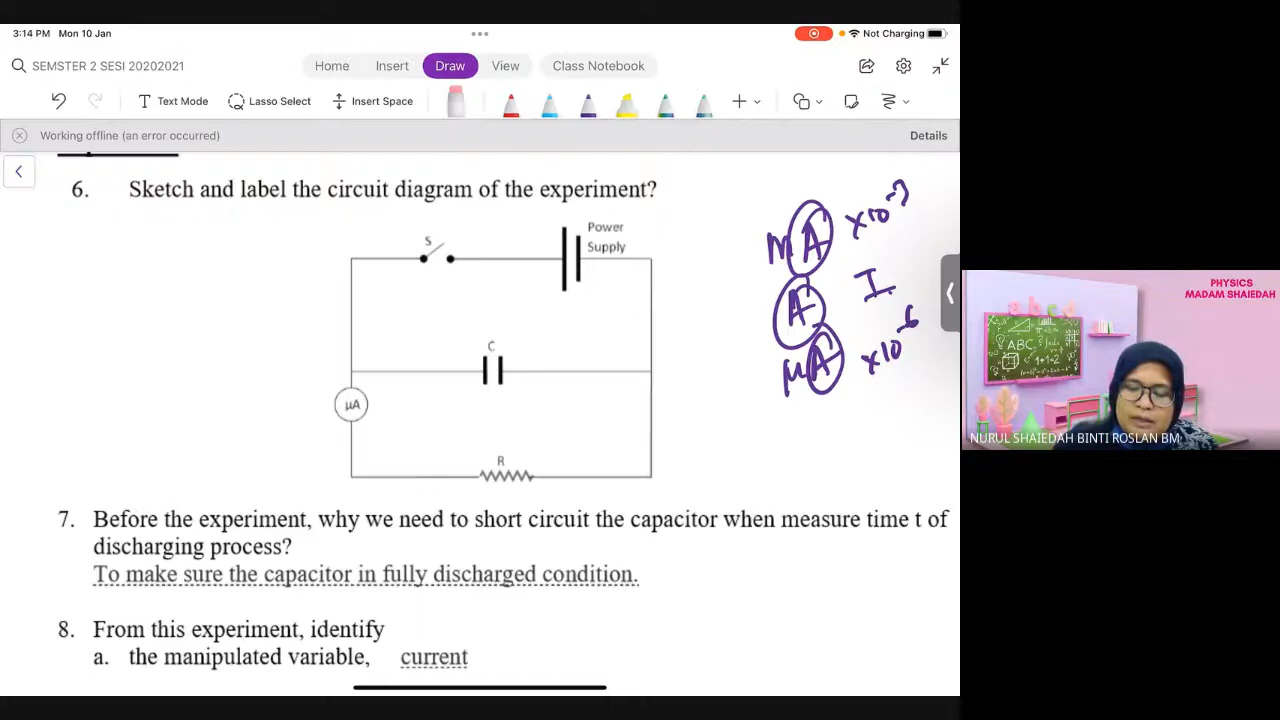 3:14 PM Mon 10 Jan
Not Charging
SEMSTER 2 SESI 20202021
Home Insert Draw View Class Notebook
Text Mode Lasso Select Insert Space
Working offline (an error occurred) Details
6. Sketch and label the circuit diagram of the experiment?
Power
Supply
S
C
μA
R
mA ×10⁻³
A I
μA ×10⁻⁶
7. Before the experiment, why we need to short circuit the capacitor when measure time t of
discharging process?
To make sure the capacitor in fully discharged condition.
8. From this experiment, identify
a. the manipulated variable, current
PHYSICS
MADAM SHAIEDAH
a b c d
ABC
1+1=2
NURUL SHAIEDAH BINTI ROSLAN BM